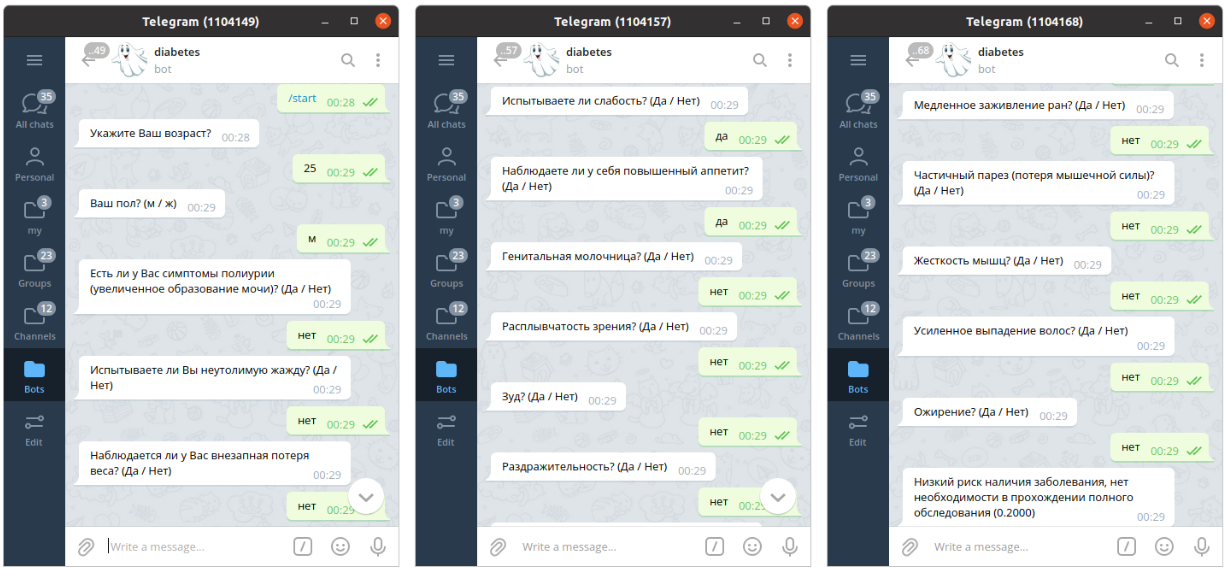 Telegram (1104149)
..49
diabetes
bot
35
All chats
Personal
3
my
23
Groups
12
Channels
Bots
Edit
/start 00:28
Укажите Ваш возраст? 00:28
25 00:29
Ваш пол? (м / ж) 00:29
м 00:29
Есть ли у Вас симптомы полиурии
(увеличенное образование мочи)? (Да / Нет)
00:29
нет 00:29
Испытываете ли Вы неутолимую жажду? (Да /
Нет) 00:29
нет 00:29
Наблюдается ли у Вас внезапная потеря
веса? (Да / Нет) 00:29
нет 00:29
Write a message...
Telegram (1104157)
..57
diabetes
bot
35
All chats
Personal
3
my
23
Groups
12
Channels
Bots
Edit
Испытываете ли слабость? (Да / Нет) 00:29
да 00:29
Наблюдаете ли у себя повышенный аппетит?
(Да / Нет) 00:29
да 00:29
Генитальная молочница? (Да / Нет) 00:29
нет 00:29
Расплывчатость зрения? (Да / Нет) 00:29
нет 00:29
Зуд? (Да / Нет) 00:29
нет 00:29
Раздражительность? (Да / Нет) 00:29
нет 00:2
Write a message...
Telegram (1104168)
..68
diabetes
bot
35
All chats
Personal
3
my
23
Groups
12
Channels
Bots
Edit
Медленное заживление ран? (Да / Нет) 00:29
нет 00:29
Частичный парез (потеря мышечной силы)?
(Да / Нет) 00:29
нет 00:29
Жесткость мышц? (Да / Нет) 00:29
нет 00:29
Усиленное выпадение волос? (Да / Нет)
00:29
нет 00:29
Ожирение? (Да / Нет) 00:29
нет 00:29
Низкий риск наличия заболевания, нет
необходимости в прохождении полного
обследования (0.2000) 00:29
Write a message...